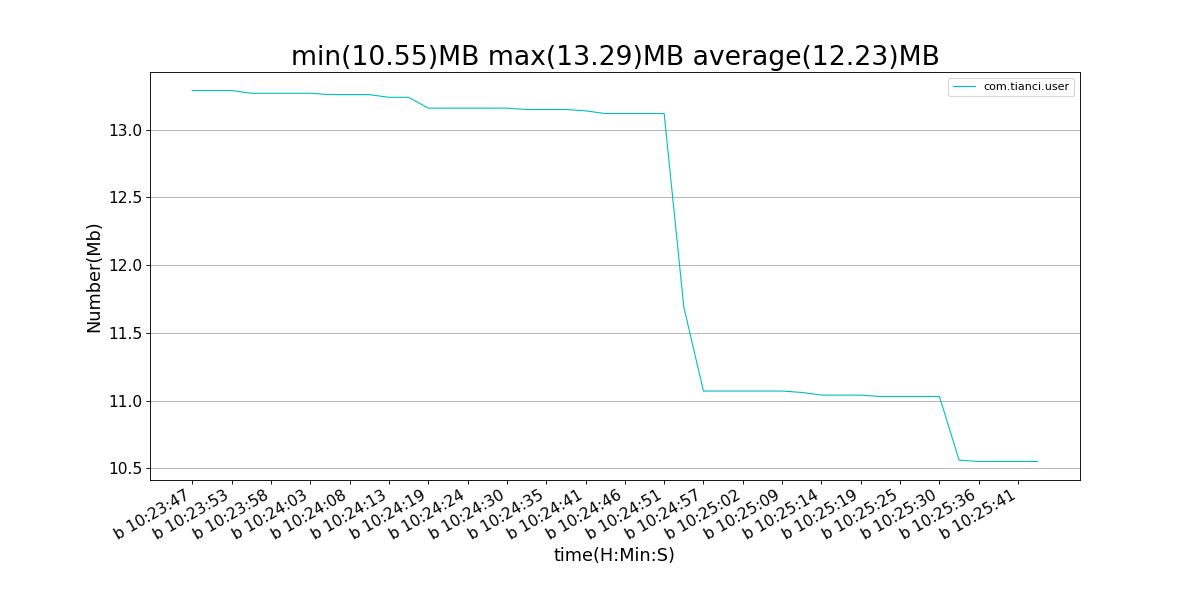 min(10.55)MB max(13.29)MB average(12.23)MB
com.tianci.user
13.0
12.5
12.0
11.5
11.0
10.5
Number(Mb)
b 10:23:47
b 10:23:53
b 10:23:58
b 10:24:03
b 10:24:08
b 10:24:13
b 10:24:19
b 10:24:24
b 10:24:30
b 10:24:35
b 10:24:41
b 10:24:46
b 10:24:51
b 10:24:57
b 10:25:02
b 10:25:09
b 10:25:14
b 10:25:19
b 10:25:25
b 10:25:30
b 10:25:36
b 10:25:41
time(H:Min:S)